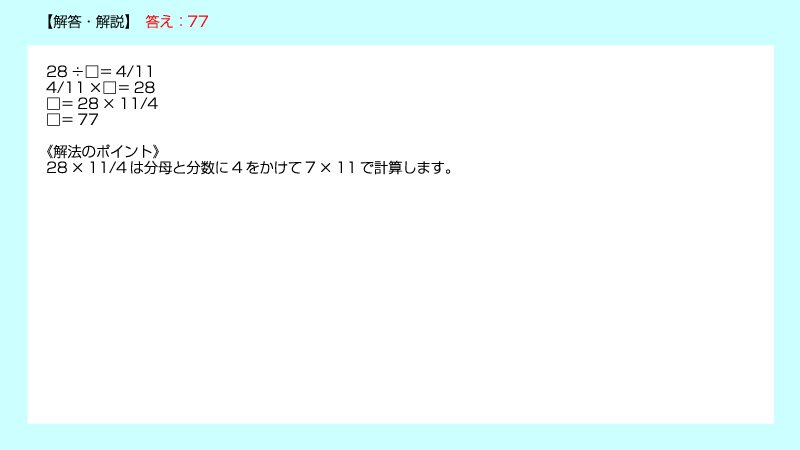 【解答・解説】 答え：77
28÷□＝4/11
4/11×□＝28
□＝28×11/4
□＝77
《解法のポイント》
28×11/4は分母と分数に4をかけて7×11で計算します。